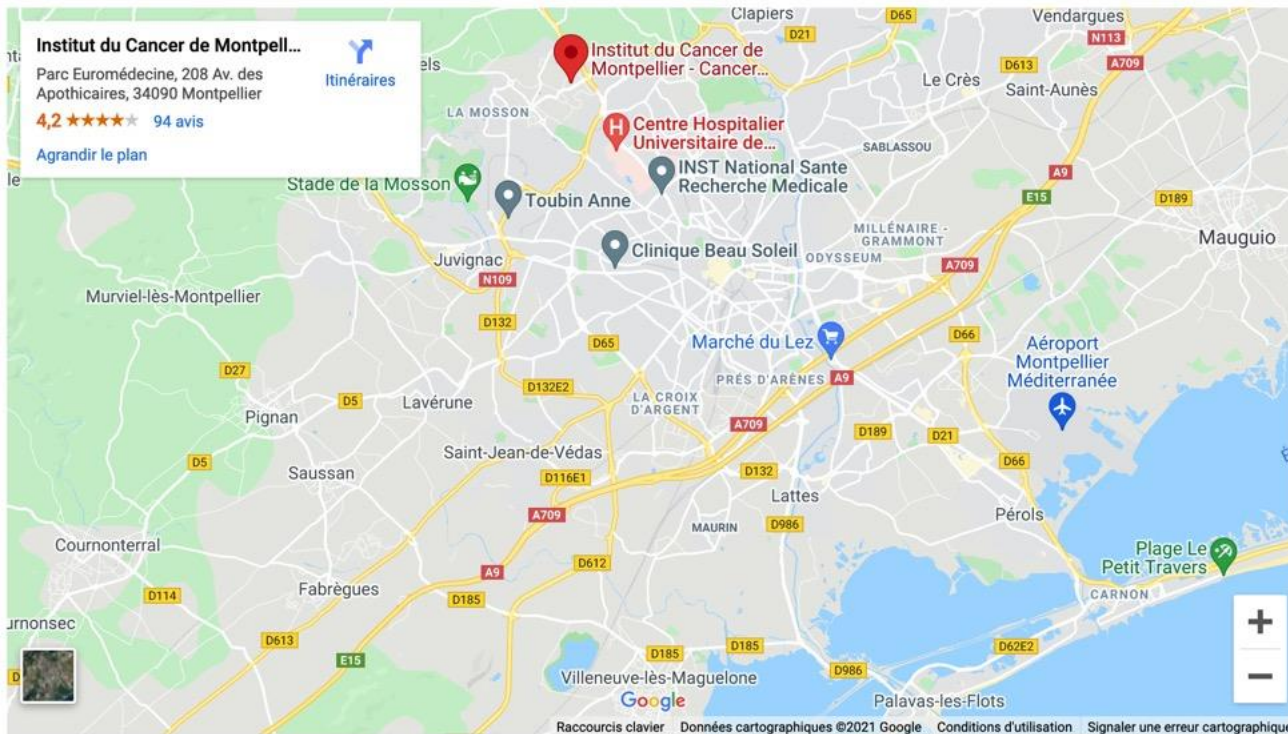 Institut du Cancer de Montpell...
Parc Euromédecine, 208 Av. des
Apothicaires, 34090 Montpellier
4,2
94 avis
Agrandir le plan
Itinéraires
Clapiers
D65
D21
Vendargues
N113
A709
D613
Institut du Cancer de
Montpellier - Cancer...
Le Crès
Saint-Aunès
LA MOSSON
Centre Hospitalier
Universitaire de...
SABLASSOU
INST National Sante
Recherche Medicale
A9
E15
D189
Stade de la Mosson
Toubin Anne
MILLÉNAIRE -
GRAMMONT
Mauguio
Clinique Beau Soleil
ODYSSEUM
Juvignac
A709
N109
Murviel-lès-Montpellier
D132
D65
Marché du Lez
D66
Aéroport
Montpellier
Méditerranée
D27
D132E2
PRÉS D'ARÈNES
A9
D5
Lavérune
LA CROIX
D'ARGENT
Pignan
A709
D189
D21
Saint-Jean-de-Védas
D5
Saussan
D116E1
D132
D66
Lattes
A709
MAURIN
D986
Pérols
Cournonterral
Plage Le
Petit Travers
D612
A9
Fabrègues
D114
D185
CARNON
D613
E15
D185
D185
D62E2
D986
Villeneuve-lès-Maguelone
Palavas-les-Flots
Google
Raccourcis clavier
Données cartographiques ©2021 Google
Conditions d'utilisation
Signaler une erreur cartographique